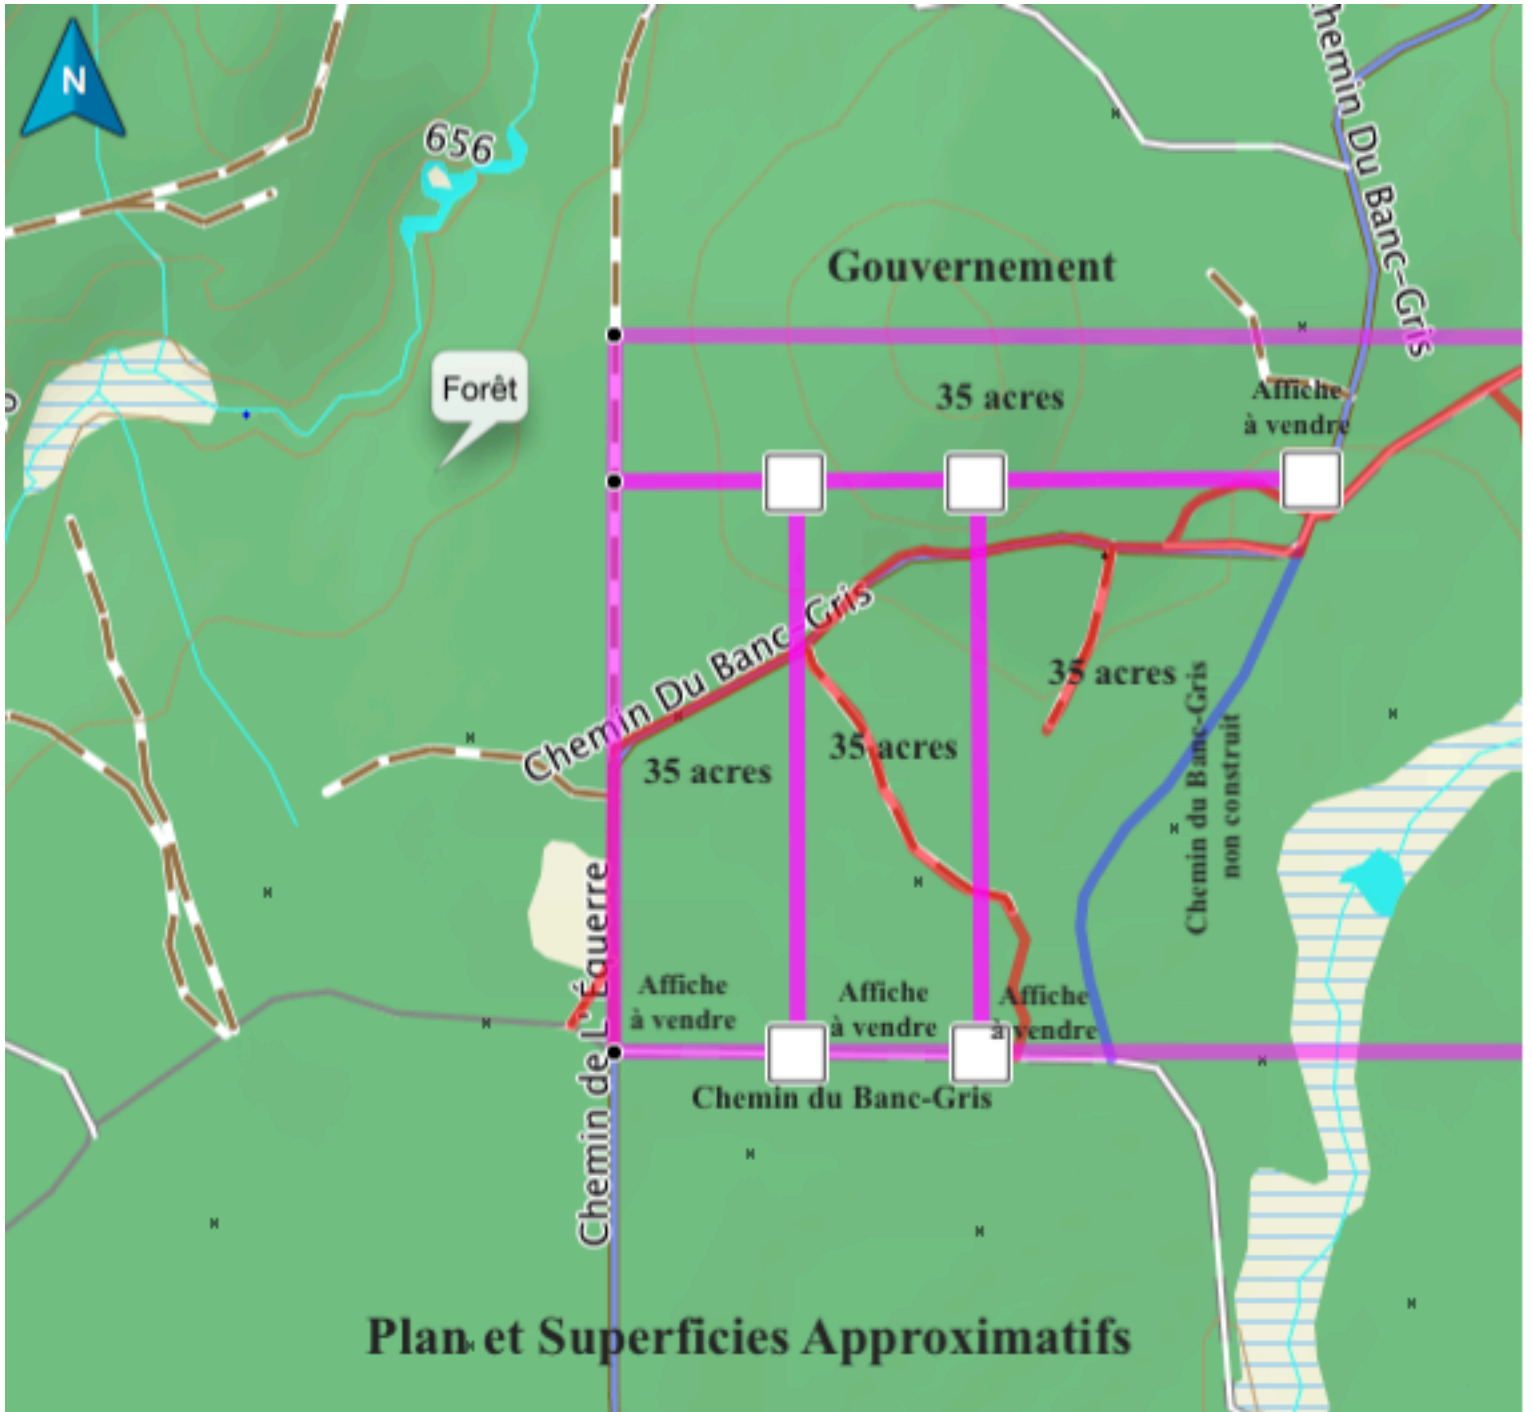 N
656
Chemin Du Banc-Gris
Gouvernement
Forêt
35 acres
Affiche
à vendre
Chemin Du Banc-Gris
35 acres
35 acres
35 acres
Chemin du Banc-Gris
non construit
Chemin de L'Équerre
Affiche
à vendre
Affiche
à vendre
Affiche
à vendre
Chemin du Banc-Gris
Plan et Superficies Approximatifs